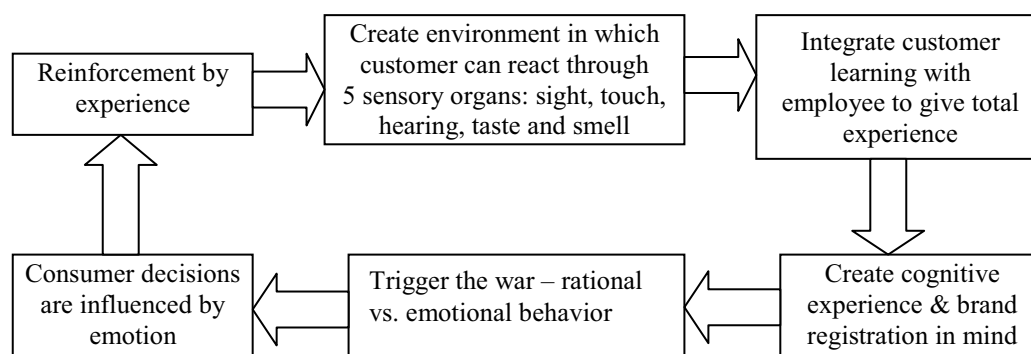 Reinforcement by
experience
Create environment in which
customer can react through
5 sensory organs: sight, touch,
hearing, taste and smell
Integrate customer
learning with
employee to give total
experience
Consumer decisions
are influenced by
emotion
Trigger the war – rational
vs. emotional behavior
Create cognitive
experience & brand
registration in mind